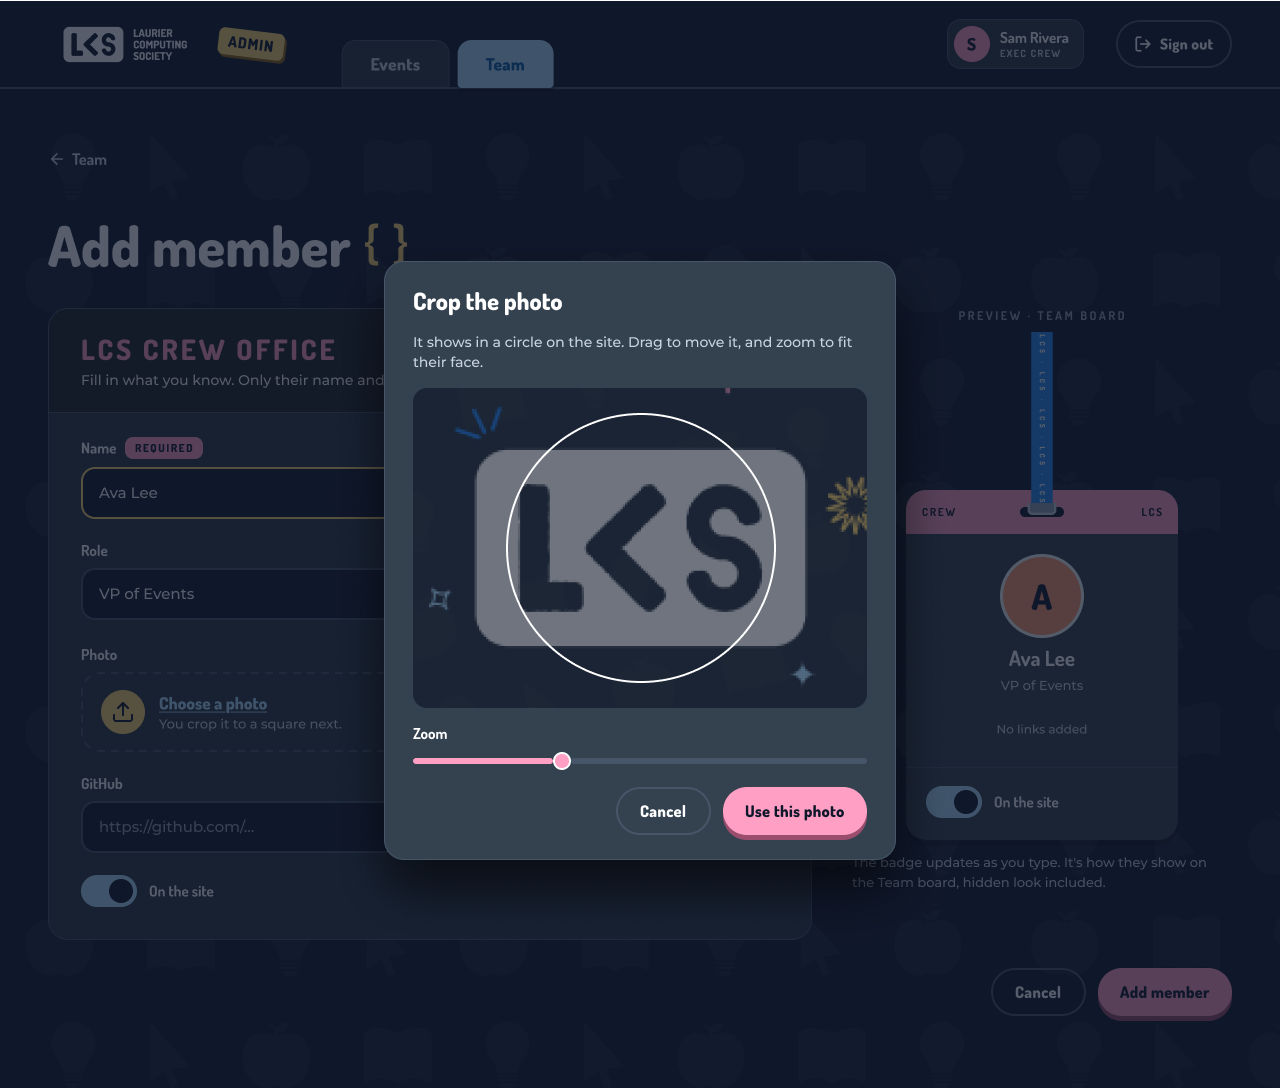 LCS
LAURIER
COMPUTING
SOCIETY
ADMIN
Events
Team
S
Sam Rivera
EXEC CREW
Sign out
Team
Add member { }
LCS CREW OFFICE
Fill in what you know. Only their name and
Name REQUIRED
Ava Lee
Role
VP of Events
Photo
Choose a photo
You crop it to a square next.
GitHub
https://github.com/...
On the site
Crop the photo
It shows in a circle on the site. Drag to move it, and zoom to fit
their face.
L<S
Zoom
Cancel
Use this photo
PREVIEW · TEAM BOARD
LCS · LCS · LCS · LCS · LCS
CREW
LCS
A
Ava Lee
VP of Events
No links added
On the site
The badge updates as you type. It's how they show on
the Team board, hidden look included.
Cancel
Add member